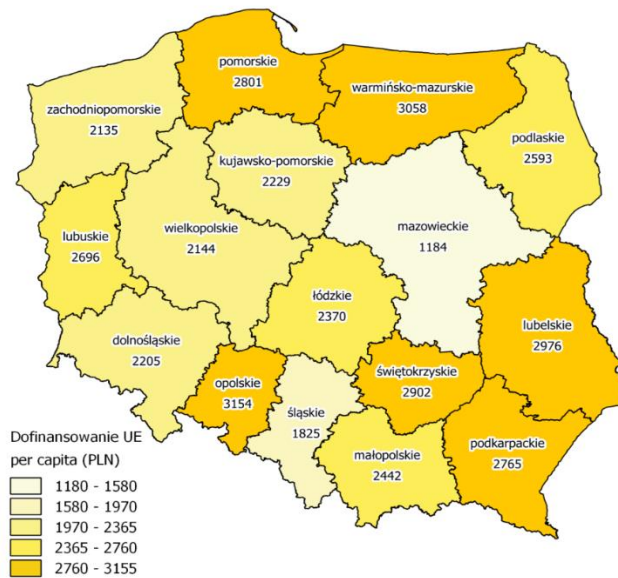 pomorskie
2801
warmińsko-mazurskie
3058
zachodniopomorskie
2135
podlaskie
2593
kujawsko-pomorskie
2229
lubuskie
2696
wielkopolskie
2144
mazowieckie
1184
łódzkie
2370
lubelskie
2976
dolnośląskie
2205
opolskie
3154
śląskie
1825
świętokrzyskie
2902
małopolskie
2442
podkarpackie
2765
Dofinansowanie UE
per capita (PLN)
1180 - 1580
1580 - 1970
1970 - 2365
2365 - 2760
2760 - 3155